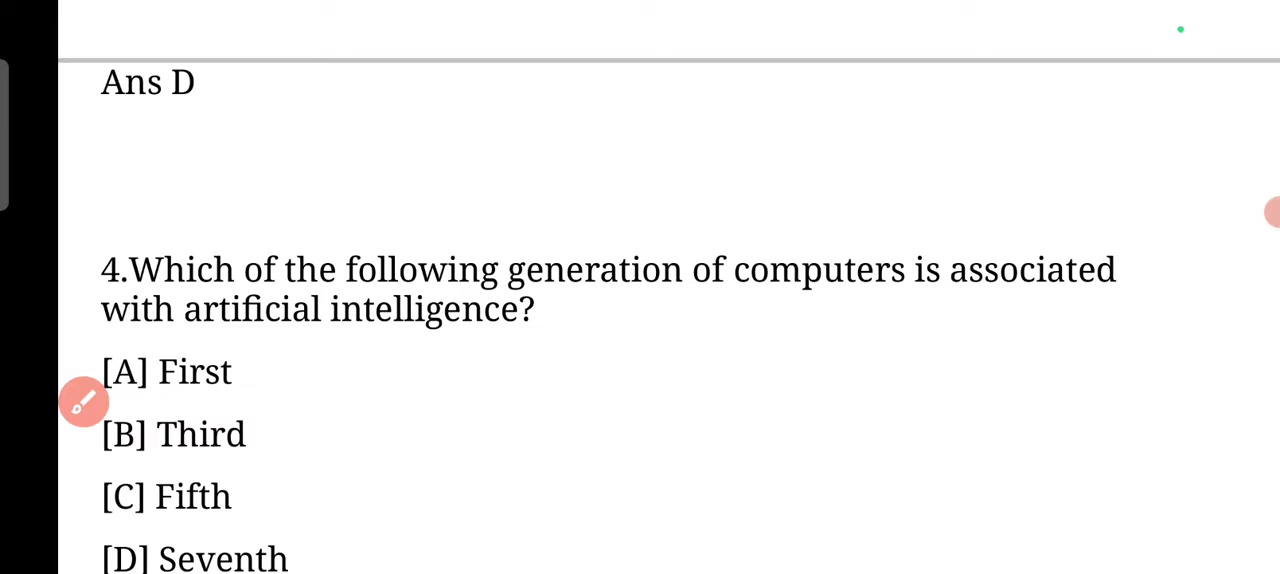 Ans D
4.Which of the following generation of computers is associated
with artificial intelligence?
[A] First
[B] Third
[C] Fifth
[D] Seventh